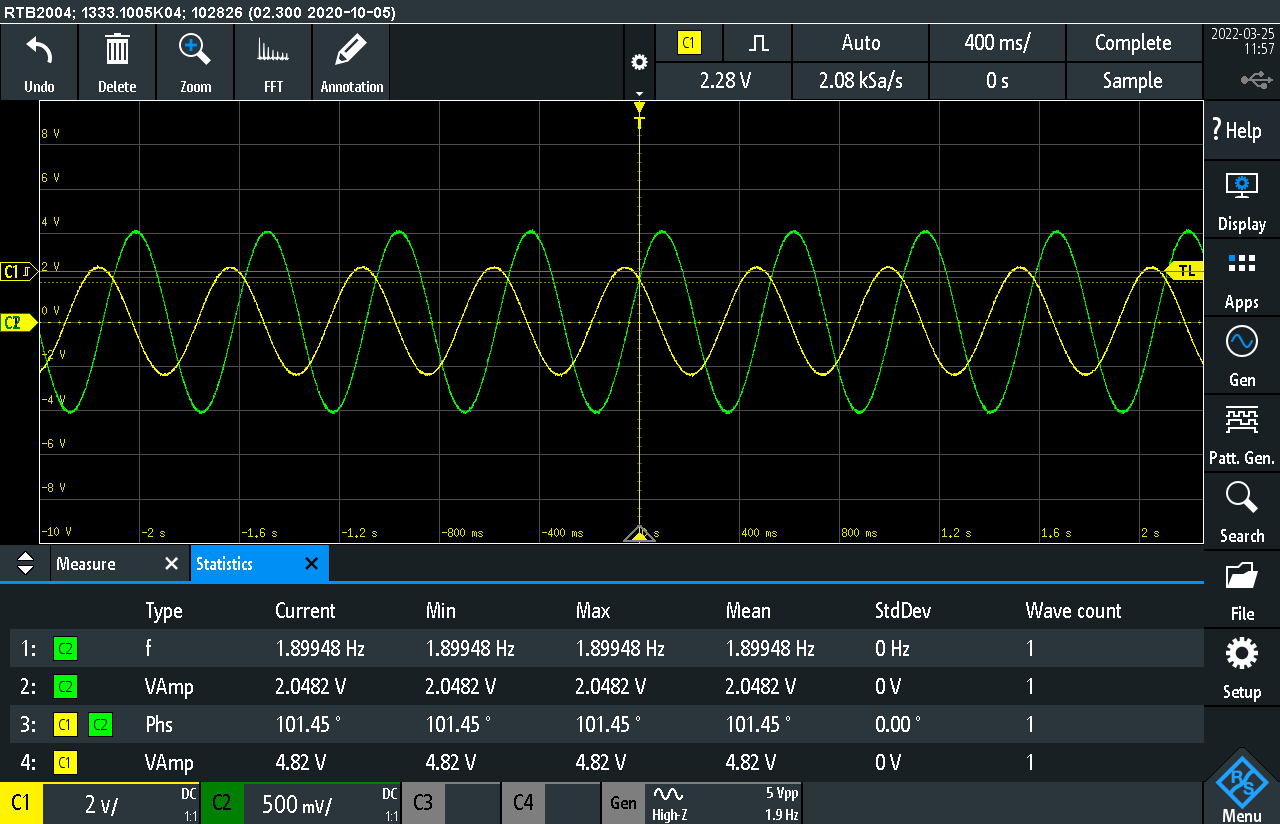 RTB2004; 1333.1005K04; 102826 (02.300 2020-10-05)
Undo Delete Zoom FFT Annotation
C1 Auto 400 ms/ Complete
2.28 V 2.08 kSa/s 0 s Sample
2022-03-25
11:57
? Help
Display
Apps
Gen
Patt. Gen.
Search
File
Setup
Menu
T
8 V
6 V
4 V
C1 2 V TL
0 V
-2 V
-4 V
-6 V
-8 V
-10 V -2 s -1.6 s -1.2 s -800 ms -400 ms s 400 ms 800 ms 1.2 s 1.6 s 2 s
Measure Statistics
Type Current Min Max Mean StdDev Wave count
1: C2 f 1.89948 Hz 1.89948 Hz 1.89948 Hz 1.89948 Hz 0 Hz 1
2: C2 VAmp 2.0482 V 2.0482 V 2.0482 V 2.0482 V 0 V 1
3: C1 C2 Phs 101.45 ° 101.45 ° 101.45 ° 101.45 ° 0.00 ° 1
4: C1 VAmp 4.82 V 4.82 V 4.82 V 4.82 V 0 V 1
C1 2 V/ DC 1:1 C2 500 mV/ DC 1:1 C3 C4 Gen High-Z 5 Vpp 1.9 Hz
R&S